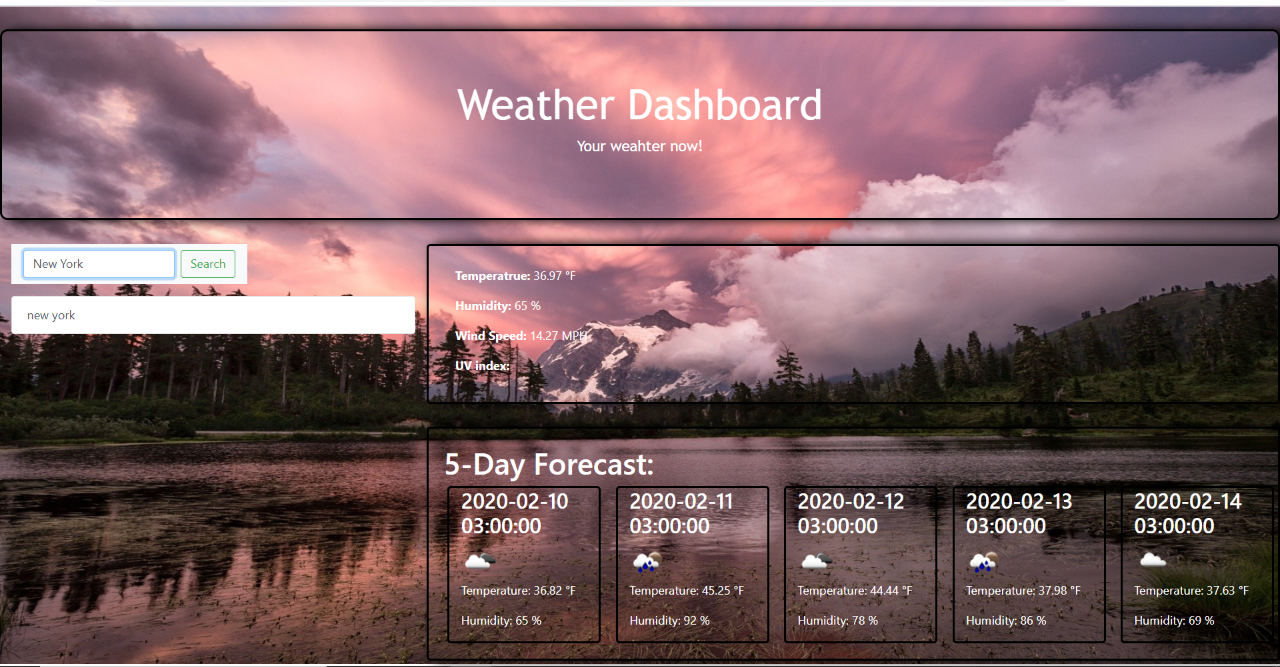 Weather Dashboard
Your weahter now!
New York
Search
new york
Temperatrue: 36.97 °F
Humidity: 65 %
Wind Speed: 14.27 MPH
UV index:
5-Day Forecast:
2020-02-10
03:00:00
Temperature: 36.82 °F
Humidity: 65 %
2020-02-11
03:00:00
Temperature: 45.25 °F
Humidity: 92 %
2020-02-12
03:00:00
Temperature: 44.44 °F
Humidity: 78 %
2020-02-13
03:00:00
Temperature: 37.98 °F
Humidity: 86 %
2020-02-14
03:00:00
Temperature: 37.63 °F
Humidity: 69 %